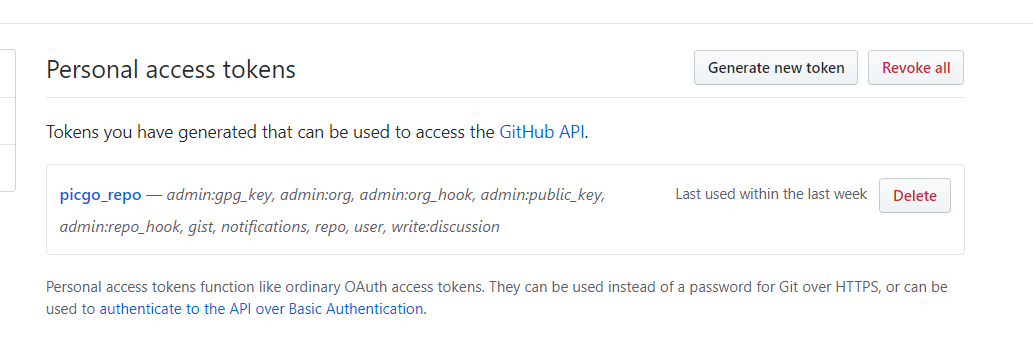 Personal access tokens
Generate new token
Revoke all
Tokens you have generated that can be used to access the GitHub API.
picgo_repo — admin:gpg_key, admin:org, admin:org_hook, admin:public_key,
admin:repo_hook, gist, notifications, repo, user, write:discussion
Last used within the last week
Delete
Personal access tokens function like ordinary OAuth access tokens. They can be used instead of a password for Git over HTTPS, or can be
used to authenticate to the API over Basic Authentication.